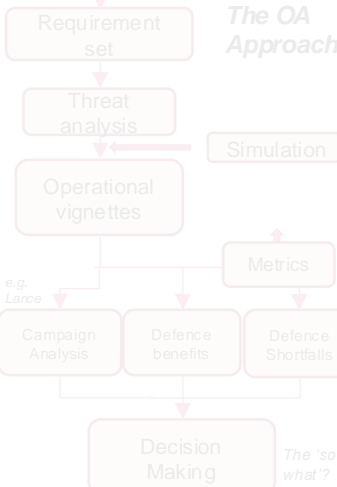 The OA
Approach
Requirement
set
Threat
analysis
Simulation
Operational
vignettes
Metrics
e.g.
Lance
Campaign
Analysis
Defence
benefits
Defence
Shortfalls
Decision
Making
The 'so
what'?